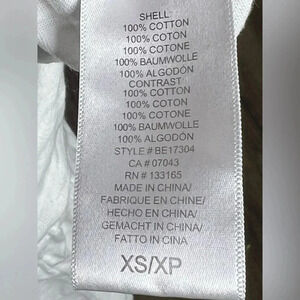 SHELL
100% COTTON
100% COTON
100% COTONE
100% BAUMWOLLE
100% ALGODÓN
CONTRAST
100% COTTON
100% COTON
100% COTONE
100% BAUMWOLLE
100% ALGODÓN
STYLE # BE17304
CA # 07043
RN # 133165
MADE IN CHINA/
FABRIQUE EN CHINE/
HECHO EN CHINA/
GEMACHT IN CHINA/
FATTO IN CINA
XS/XP